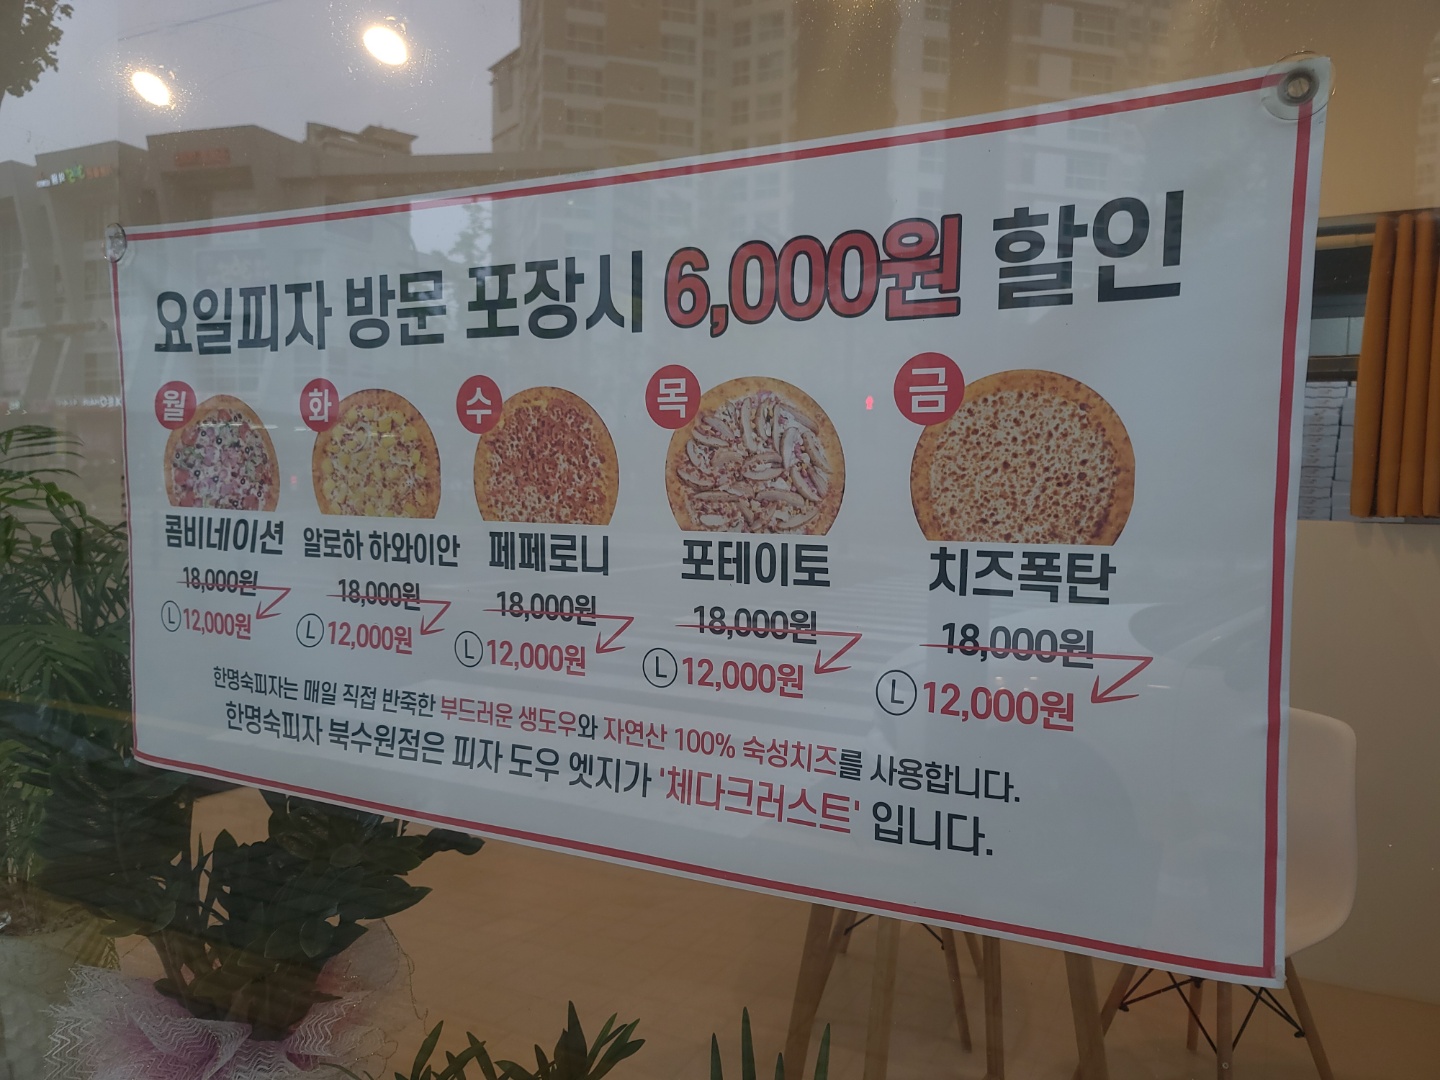 요일피자 방문 포장시 6,000원 할인
월 화 수 목 금
콤비네이션 알로하 하와이안 페페로니 포테이토 치즈폭탄
18,000원 18,000원 18,000원 18,000원 18,000원
Ⓛ12,000원 Ⓛ12,000원 Ⓛ12,000원 Ⓛ12,000원 Ⓛ12,000원
한명숙피자는 매일 직접 반죽한 부드러운 생도우와 자연산 100% 숙성치즈를 사용합니다.
한명숙피자 북수원점은 피자 도우 엣지가 '체다크러스트' 입니다.